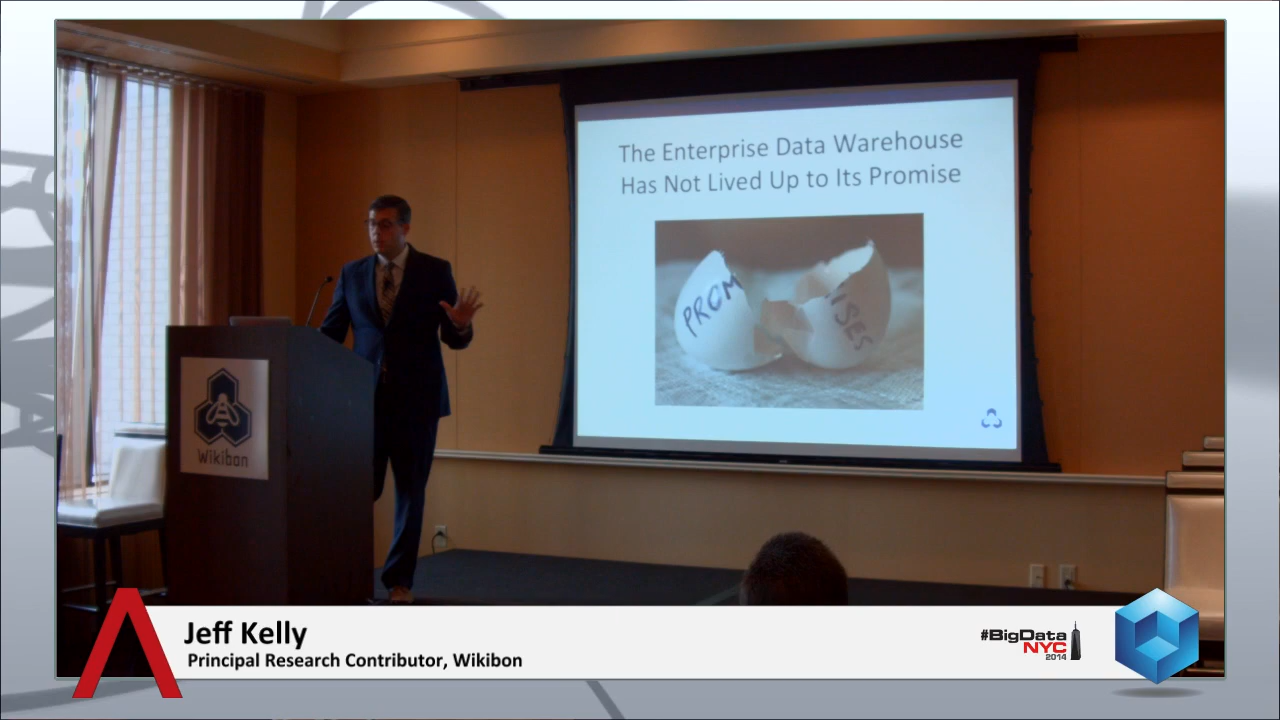 The Enterprise Data Warehouse
Has Not Lived Up to Its Promise
PROM ISES
Wikibon
Jeff Kelly
Principal Research Contributor, Wikibon
#BigData
NYC
2014